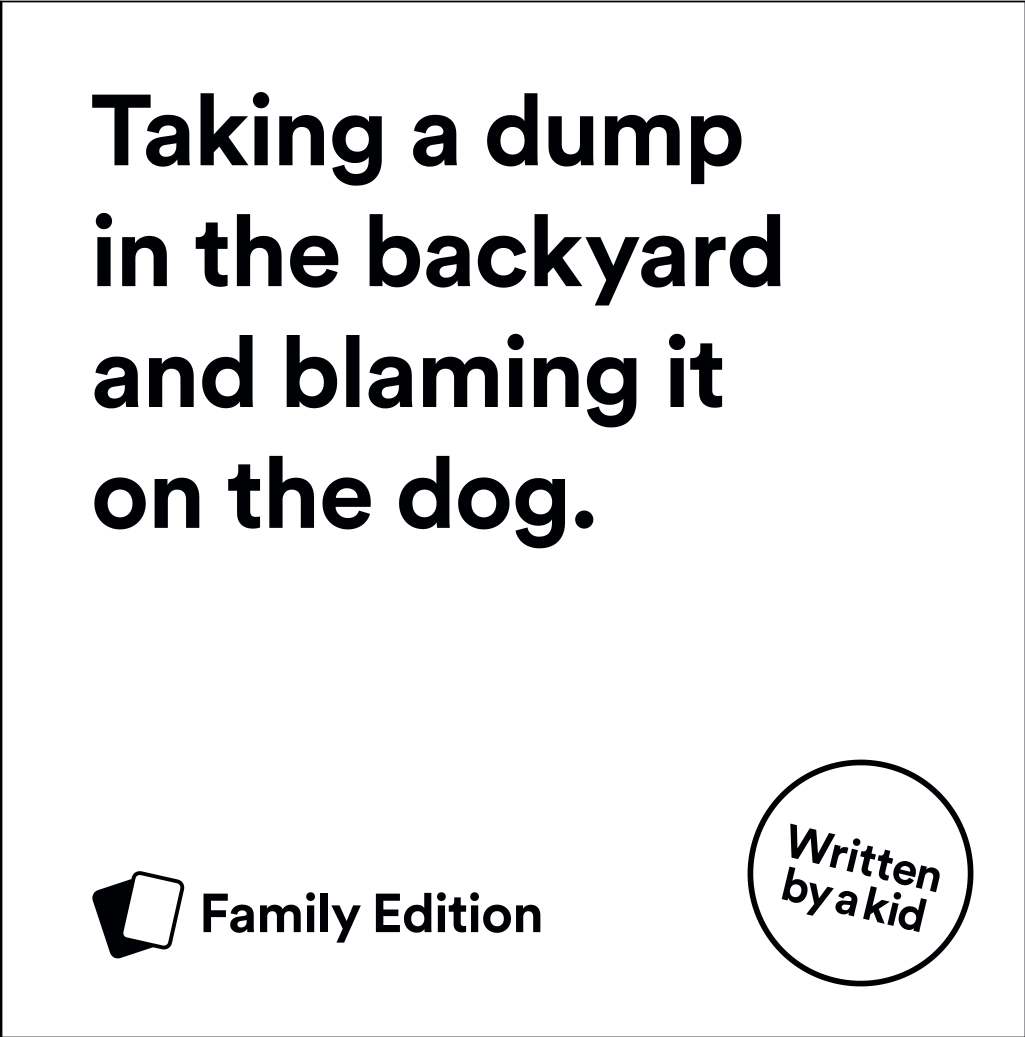 Taking a dump
in the backyard
and blaming it
on the dog.
Family Edition
Written
by a kid